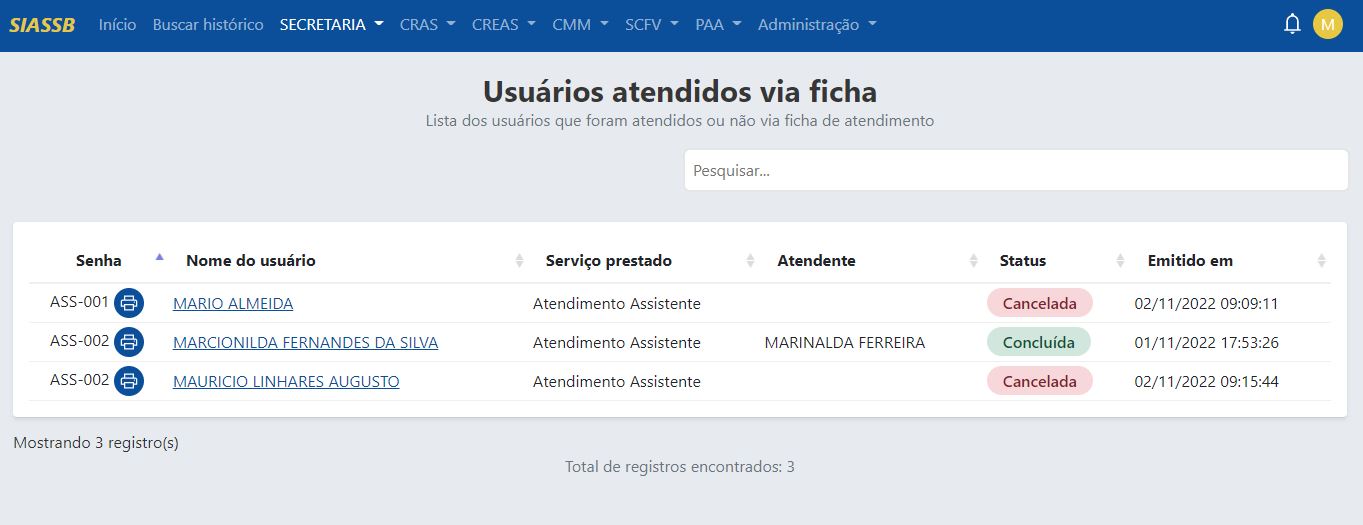 SIASSB Início Buscar histórico SECRETARIA CRAS CREAS CMM SCFV PAA Administração M
Usuários atendidos via ficha
Lista dos usuários que foram atendidos ou não via ficha de atendimento
Pesquisar...
Senha Nome do usuário Serviço prestado Atendente Status Emitido em
ASS-001 MARIO ALMEIDA Atendimento Assistente Cancelada 02/11/2022 09:09:11
ASS-002 MARCIONILDA FERNANDES DA SILVA Atendimento Assistente MARINALDA FERREIRA Concluída 01/11/2022 17:53:26
ASS-002 MAURICIO LINHARES AUGUSTO Atendimento Assistente Cancelada 02/11/2022 09:15:44
Mostrando 3 registro(s)
Total de registros encontrados: 3